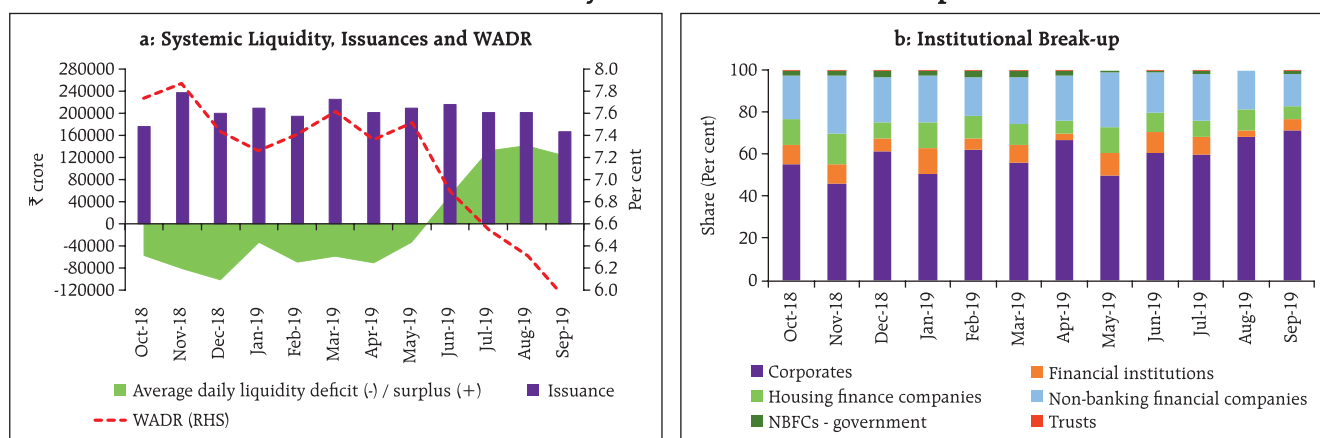 a: Systemic Liquidity, Issuances and WADR
280000
240000
200000
160000
120000
80000
40000
0
-40000
-80000
-120000
₹ crore
8.0
7.8
7.6
7.4
7.2
7.0
6.8
6.6
6.4
6.2
6.0
Per cent
Oct-18
Nov-18
Dec-18
Jan-19
Feb-19
Mar-19
Apr-19
May-19
Jun-19
Jul-19
Aug-19
Sep-19
Average daily liquidity deficit (-) / surplus (+)
Issuance
WADR (RHS)
b: Institutional Break-up
100
80
60
40
20
0
Share (Per cent)
Oct-18
Nov-18
Dec-18
Jan-19
Feb-19
Mar-19
Apr-19
May-19
Jun-19
Jul-19
Aug-19
Sep-19
Corporates
Financial institutions
Housing finance companies
Non-banking financial companies
NBFCs - government
Trusts